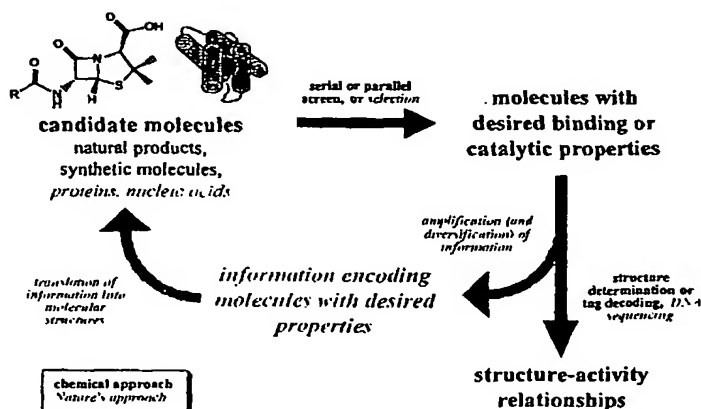 O
OH
O
N
O
R
N
H
H
S
candidate molecules
natural products,
synthetic molecules,
proteins, nucleic acids
serial or parallel
screen, or selection
molecules with
desired binding or
catalytic properties
amplification (and
diversification) of
information
translation of
information into
molecular
structures
information encoding
molecules with desired
properties
structure
determination or
tag decoding, DNA
sequencing
structure-activity
relationships
chemical approach
Nature's approach